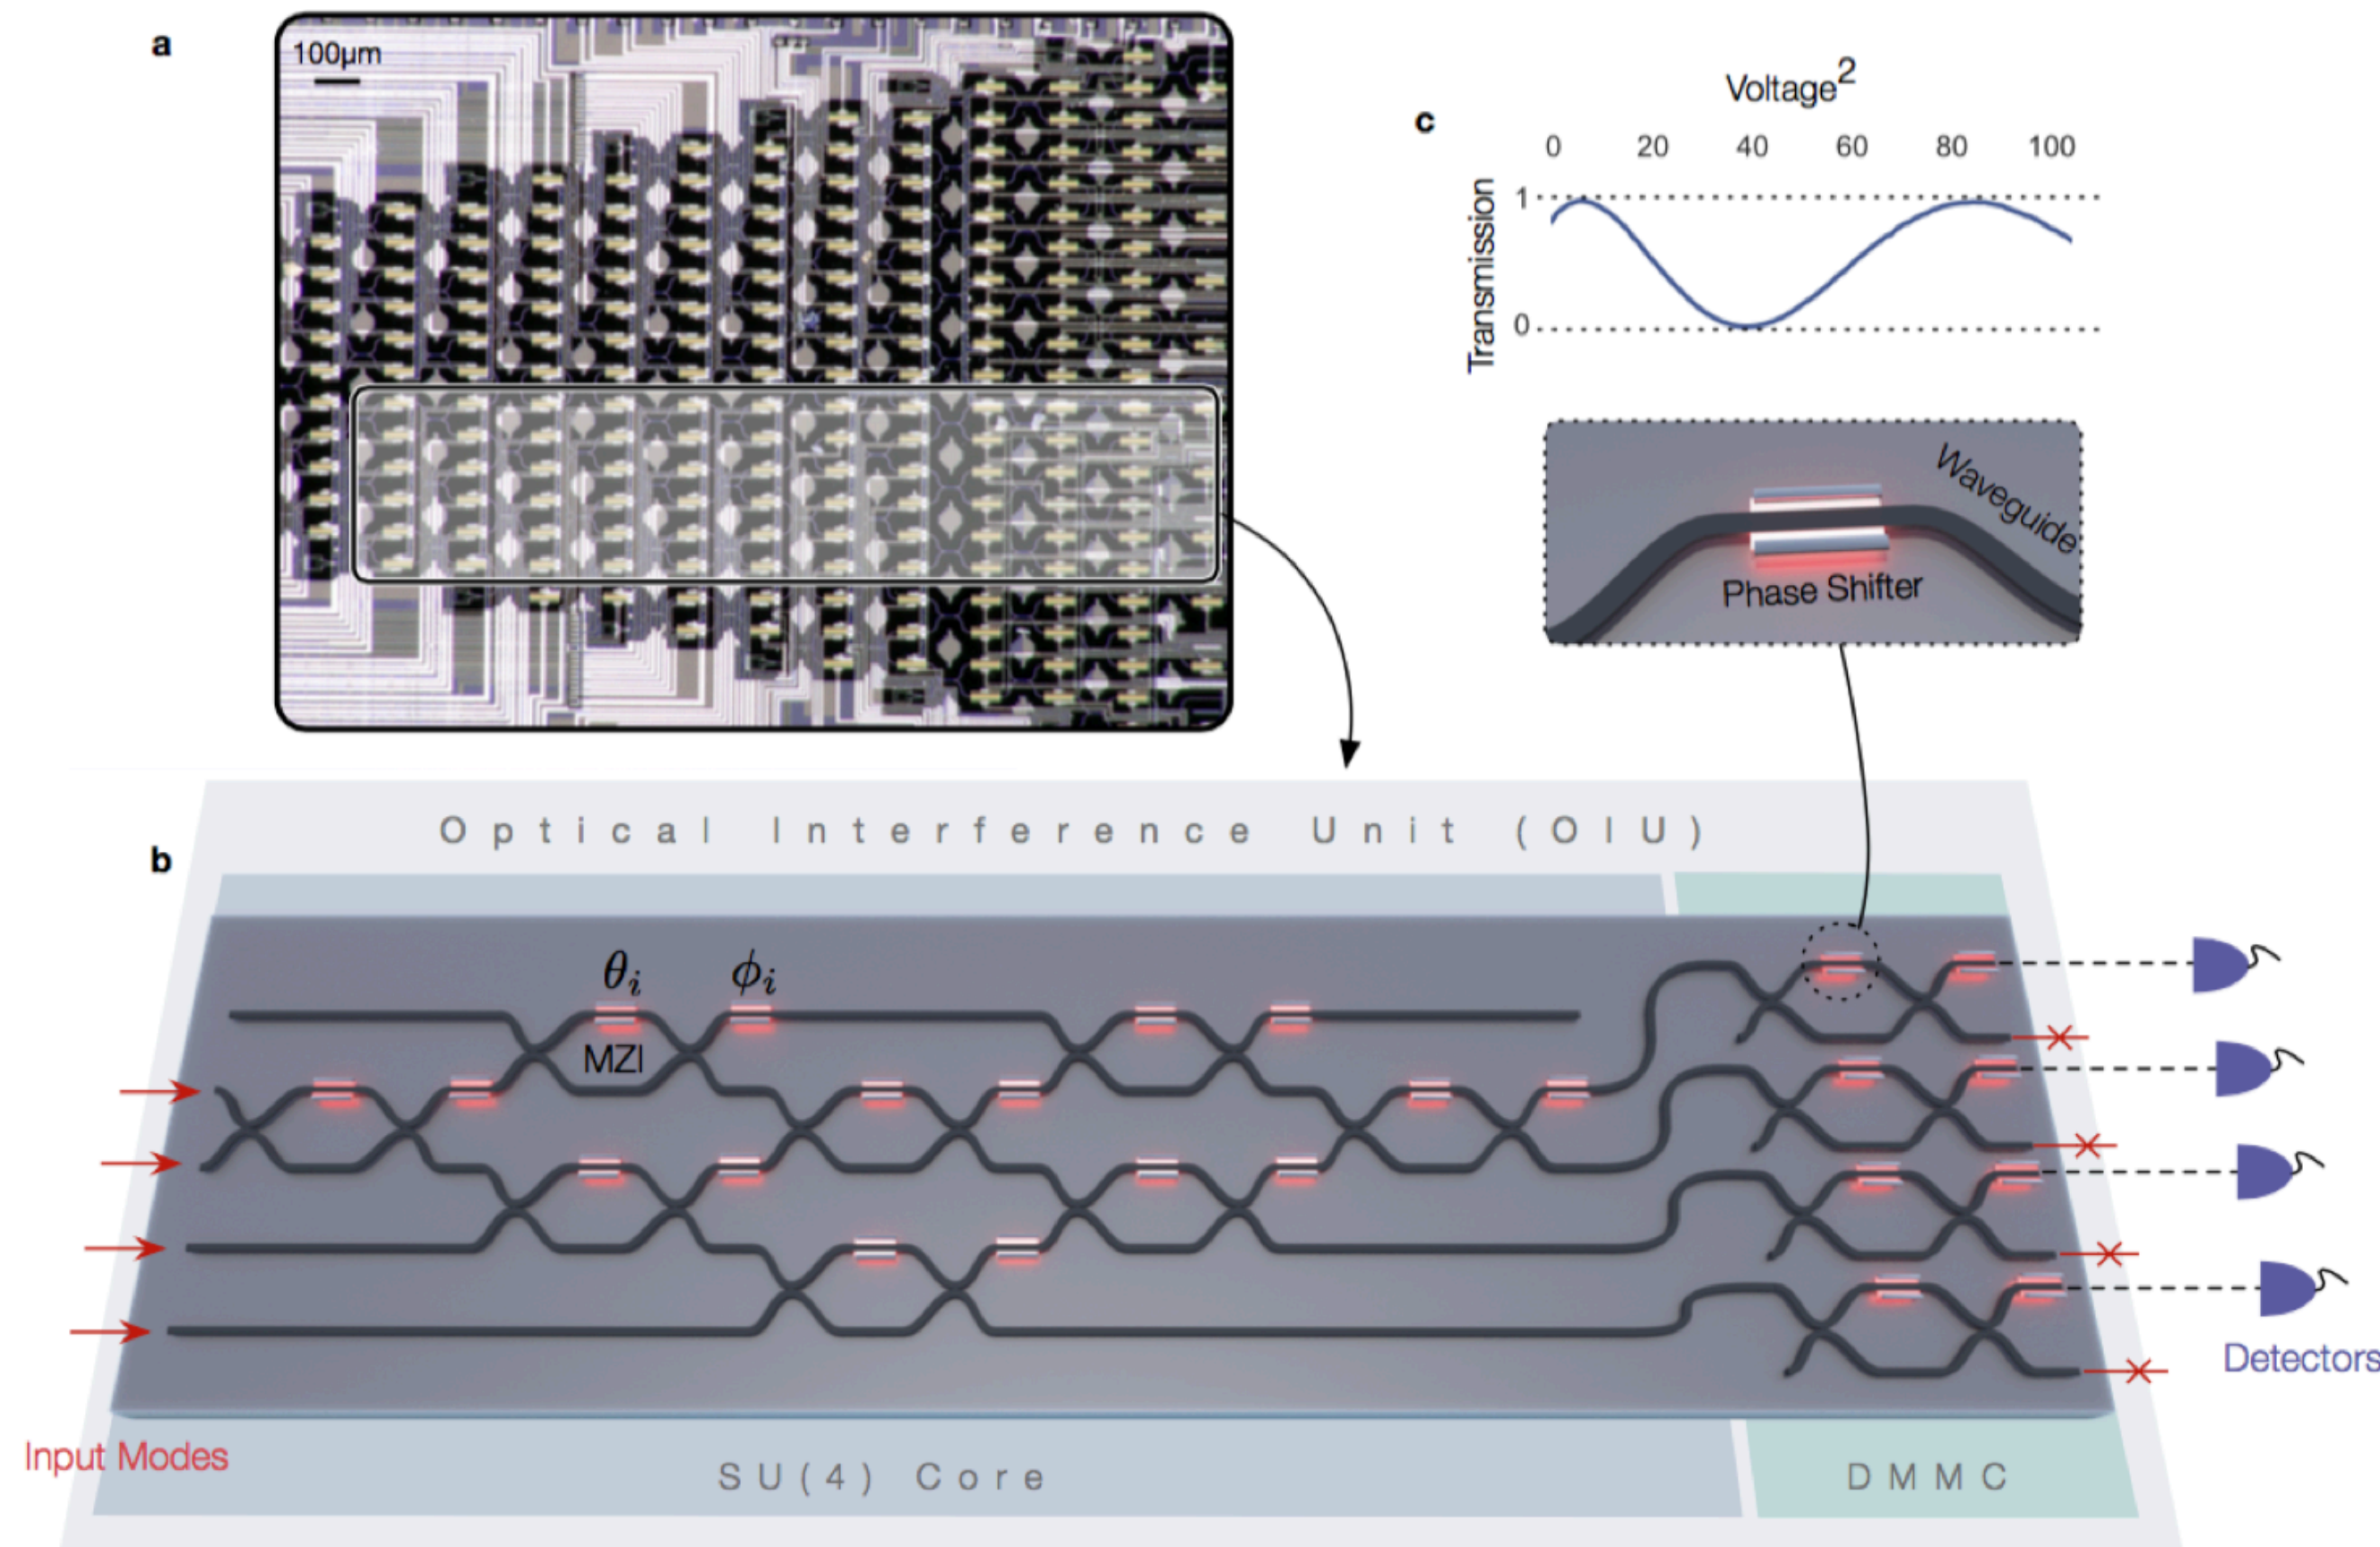 a
100μm
c
Voltage²
0 20 40 60 80 100
Transmission
1
0
Waveguide
Phase Shifter
Optical Interference Unit (OIU)
b
θᵢ
ϕᵢ
MZI
Detectors
Input Modes
SU(4) Core
DMMC